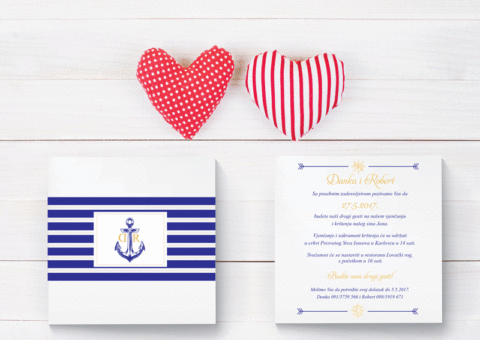 D R
Danka i Robert
Sa posebnim zadovoljstvom pozivamo Vas da
27.5.2017.
budete naši dragi gosti na našem vjenčanju
i krštenju našeg sina Jana.
Vjenčanje i sakrament krštenja će se održati
u crkvi Presvetog Srca Isusova u Karlovcu u 14 sati.
Svečanost će se nastaviti u restoranu Lovački rog,
s početkom u 16 sati.
Budite nam dragi gosti!
Molimo Vas da potvrdite svoj dolazak do 5.5.2017.
Danka 091/3759 566 i Robert 098/1919 671